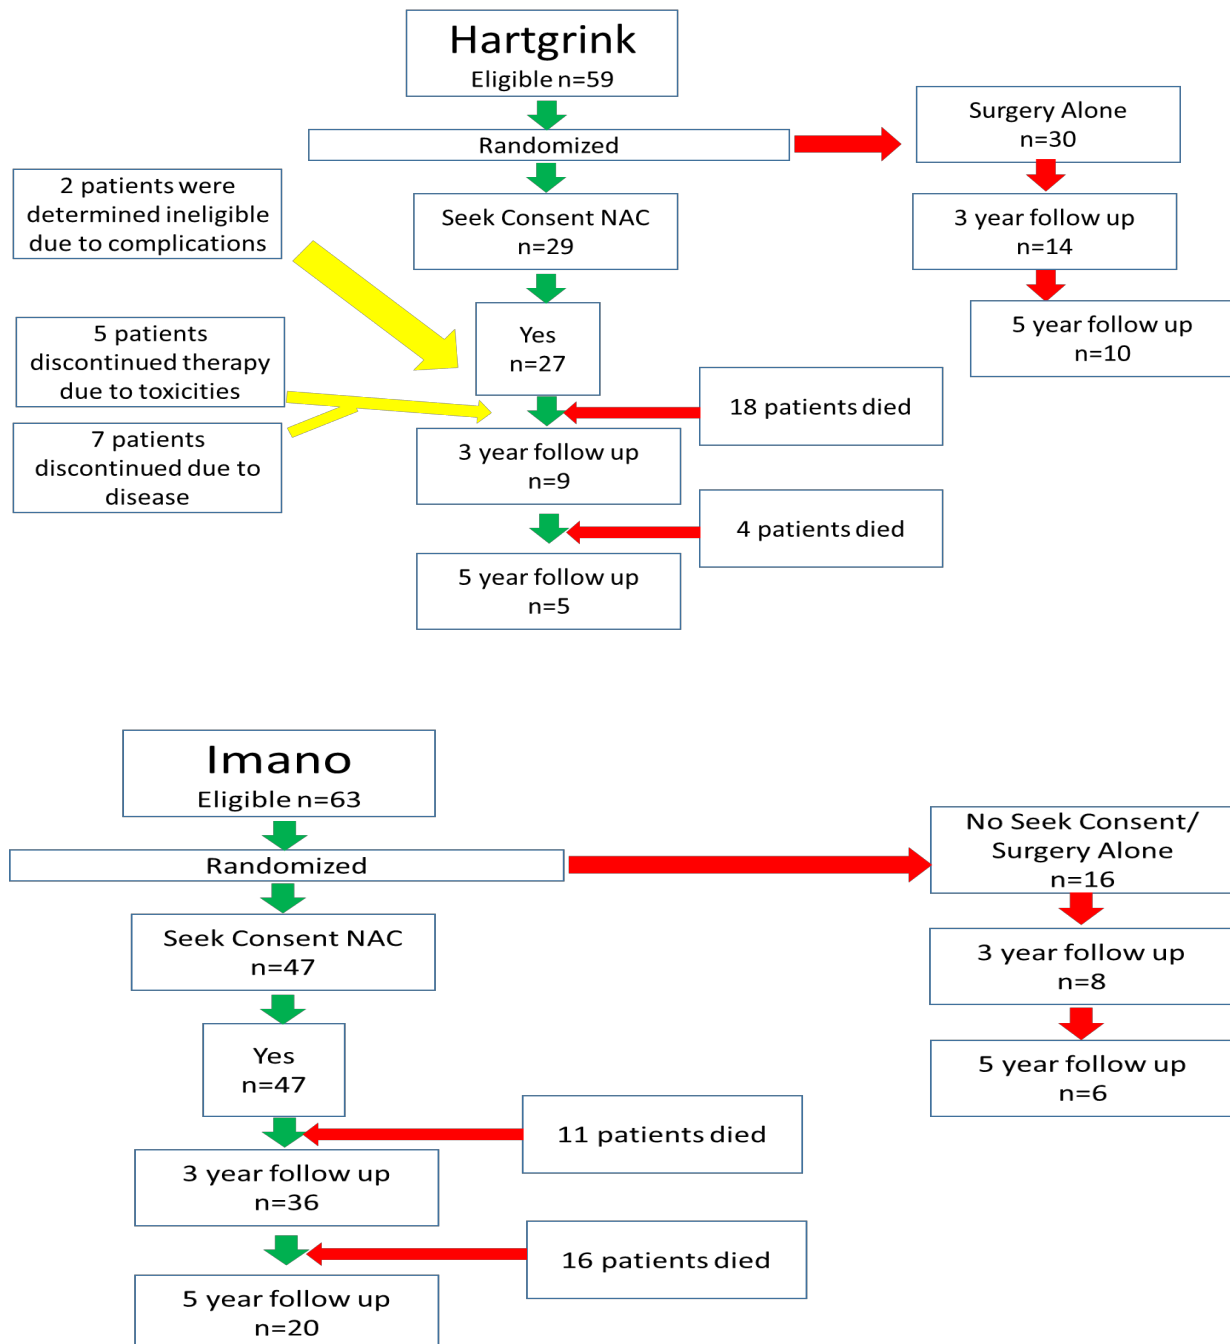 Hartgrink
Eligible n=59
Randomized
Surgery Alone
n=30
2 patients were
determined ineligible
due to complications
Seek Consent NAC
n=29
3 year follow up
n=14
5 patients
discontinued therapy
due to toxicities
Yes
n=27
5 year follow up
n=10
18 patients died
7 patients
discontinued due to
disease
3 year follow up
n=9
4 patients died
5 year follow up
n=5
Imano
Eligible n=63
Randomized
No Seek Consent/
Surgery Alone
n=16
Seek Consent NAC
n=47
3 year follow up
n=8
Yes
n=47
5 year follow up
n=6
11 patients died
3 year follow up
n=36
16 patients died
5 year follow up
n=20